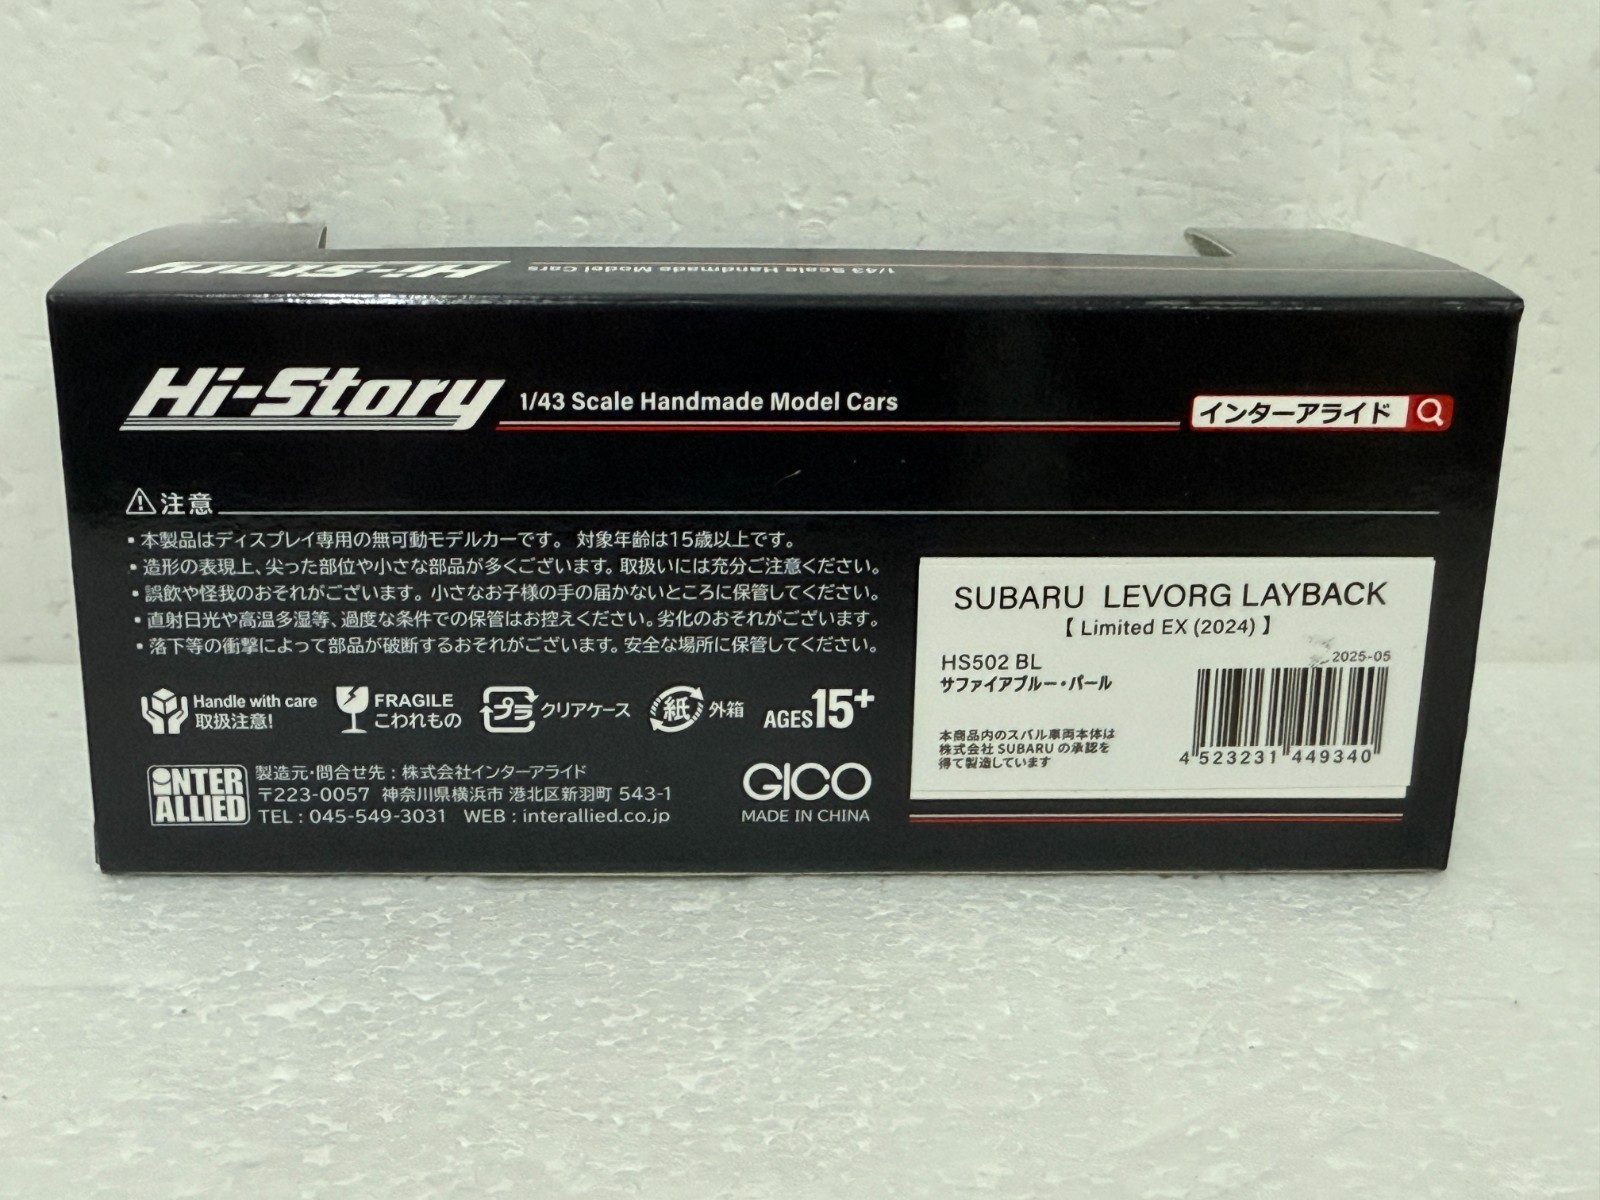 Hi-Story 1/43 Scale Handmade Model Cars
Hi-Story 1/43 Scale Handmade Model Cars
インターアライド
注意
▪ 本製品はディスプレイ専用の無可動モデルカーです。 対象年齢は15歳以上です。
▪ 造形の表現上、尖った部位や小さな部品が多くございます。取扱いには充分ご注意ください。
▪ 誤飲や怪我のおそれがございます。小さなお子様の手の届かないところに保管してください。
▪ 直射日光や高温多湿等、過度な条件での保管はお控えください。劣化のおそれがございます。
▪ 落下等の衝撃によって部品が破断するおそれがございます。安全な場所に保管してください。
Handle with care
取扱注意!
FRAGILE
こわれもの
プラ クリアケース
紙 外箱
AGES15+
INTER
ALLIED
製造元・問合せ先 : 株式会社インターアライド
〒223-0057 神奈川県横浜市 港北区新羽町 543-1
TEL : 045-549-3031 WEB : interallied.co.jp
GICO
MADE IN CHINA
SUBARU LEVORG LAYBACK
【 Limited EX (2024) 】
HS502 BL
サファイアブルー・パール
2025-05
本商品内のスバル車両本体は
株式会社 SUBARU の承認を
得て製造しています
4 523231 449340